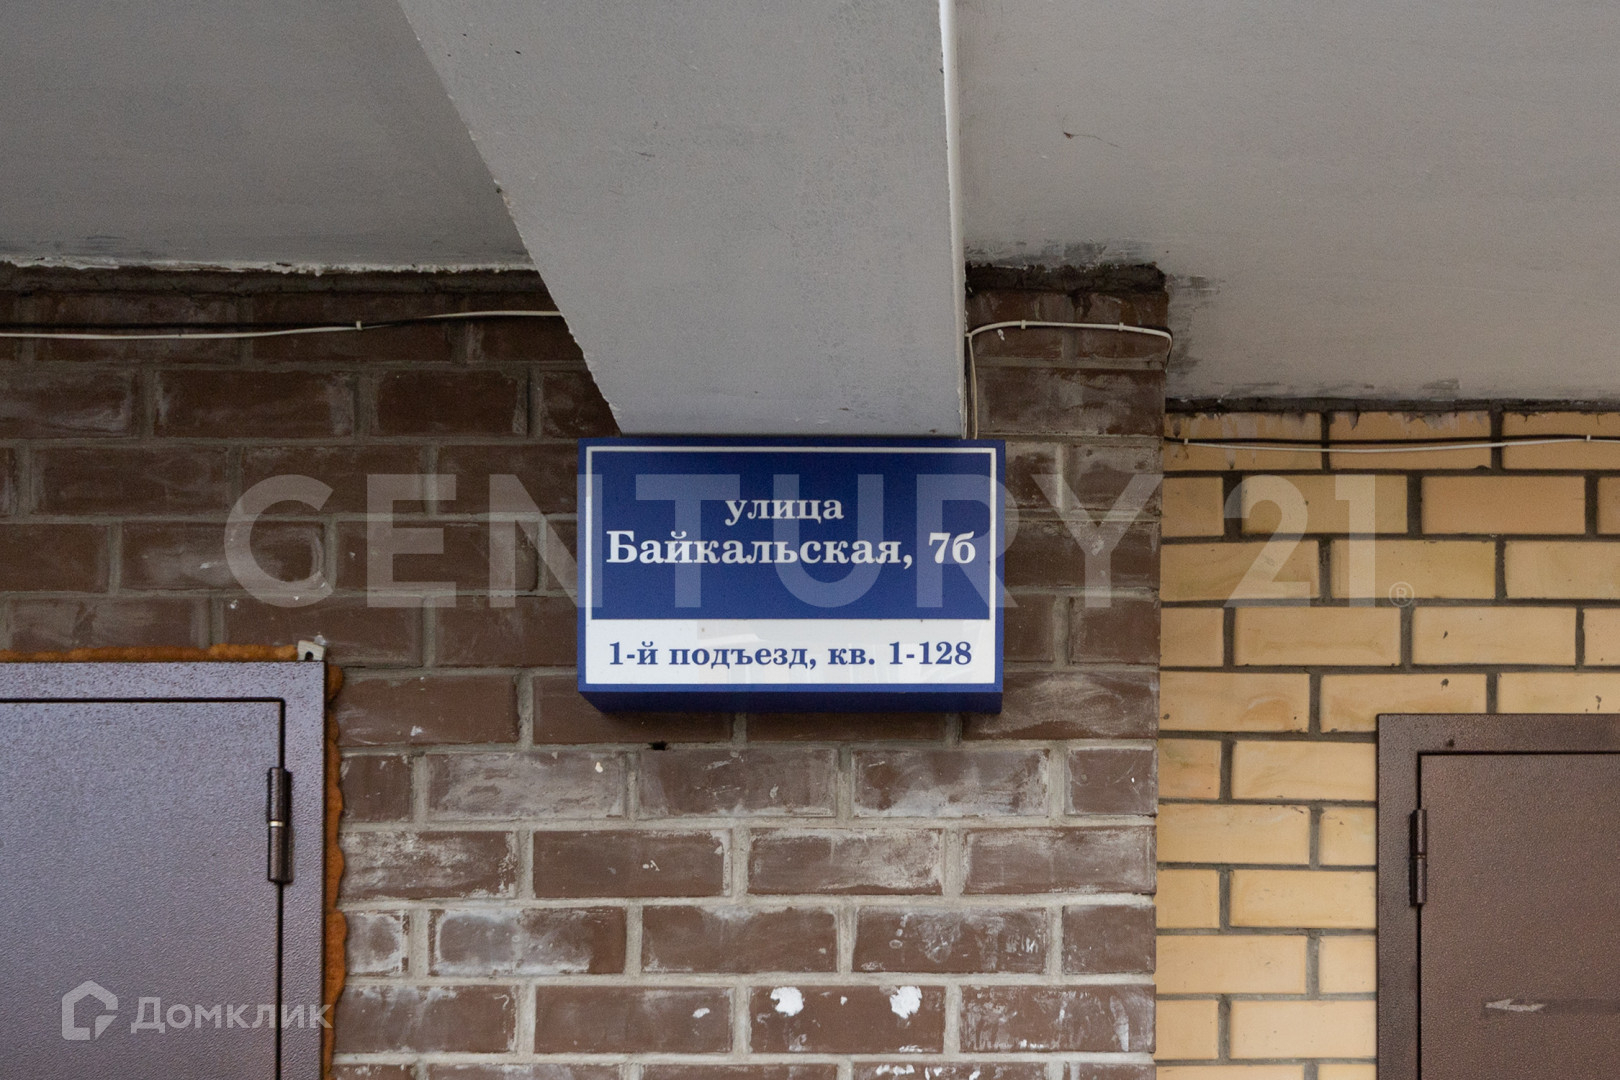 улица
Байкальская, 7б
1-й подъезд, кв. 1-128
CENTURY 21®
Домклик